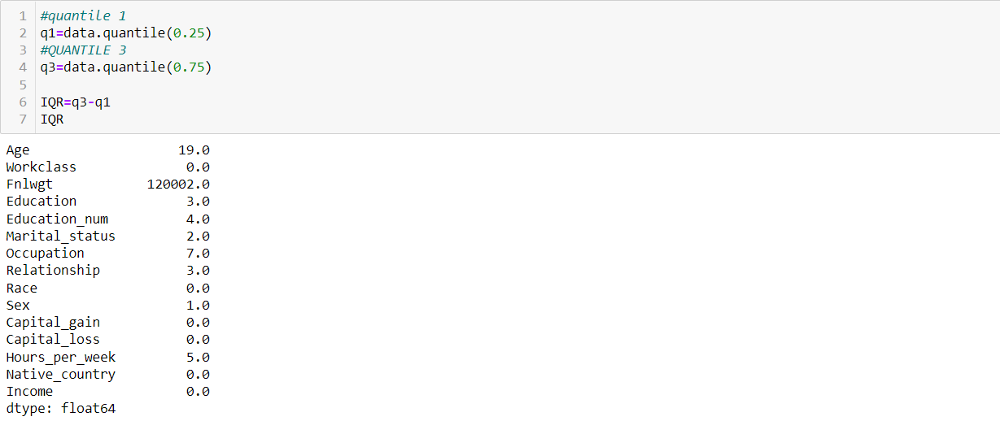 1 #quantile 1
2 q1=data.quantile(0.25)
3 #QUANTILE 3
4 q3=data.quantile(0.75)
5
6 IQR=q3-q1
7 IQR
Age 19.0
Workclass 0.0
Fnlwgt 120002.0
Education 3.0
Education_num 4.0
Marital_status 2.0
Occupation 7.0
Relationship 3.0
Race 0.0
Sex 1.0
Capital_gain 0.0
Capital_loss 0.0
Hours_per_week 5.0
Native_country 0.0
Income 0.0
dtype: float64